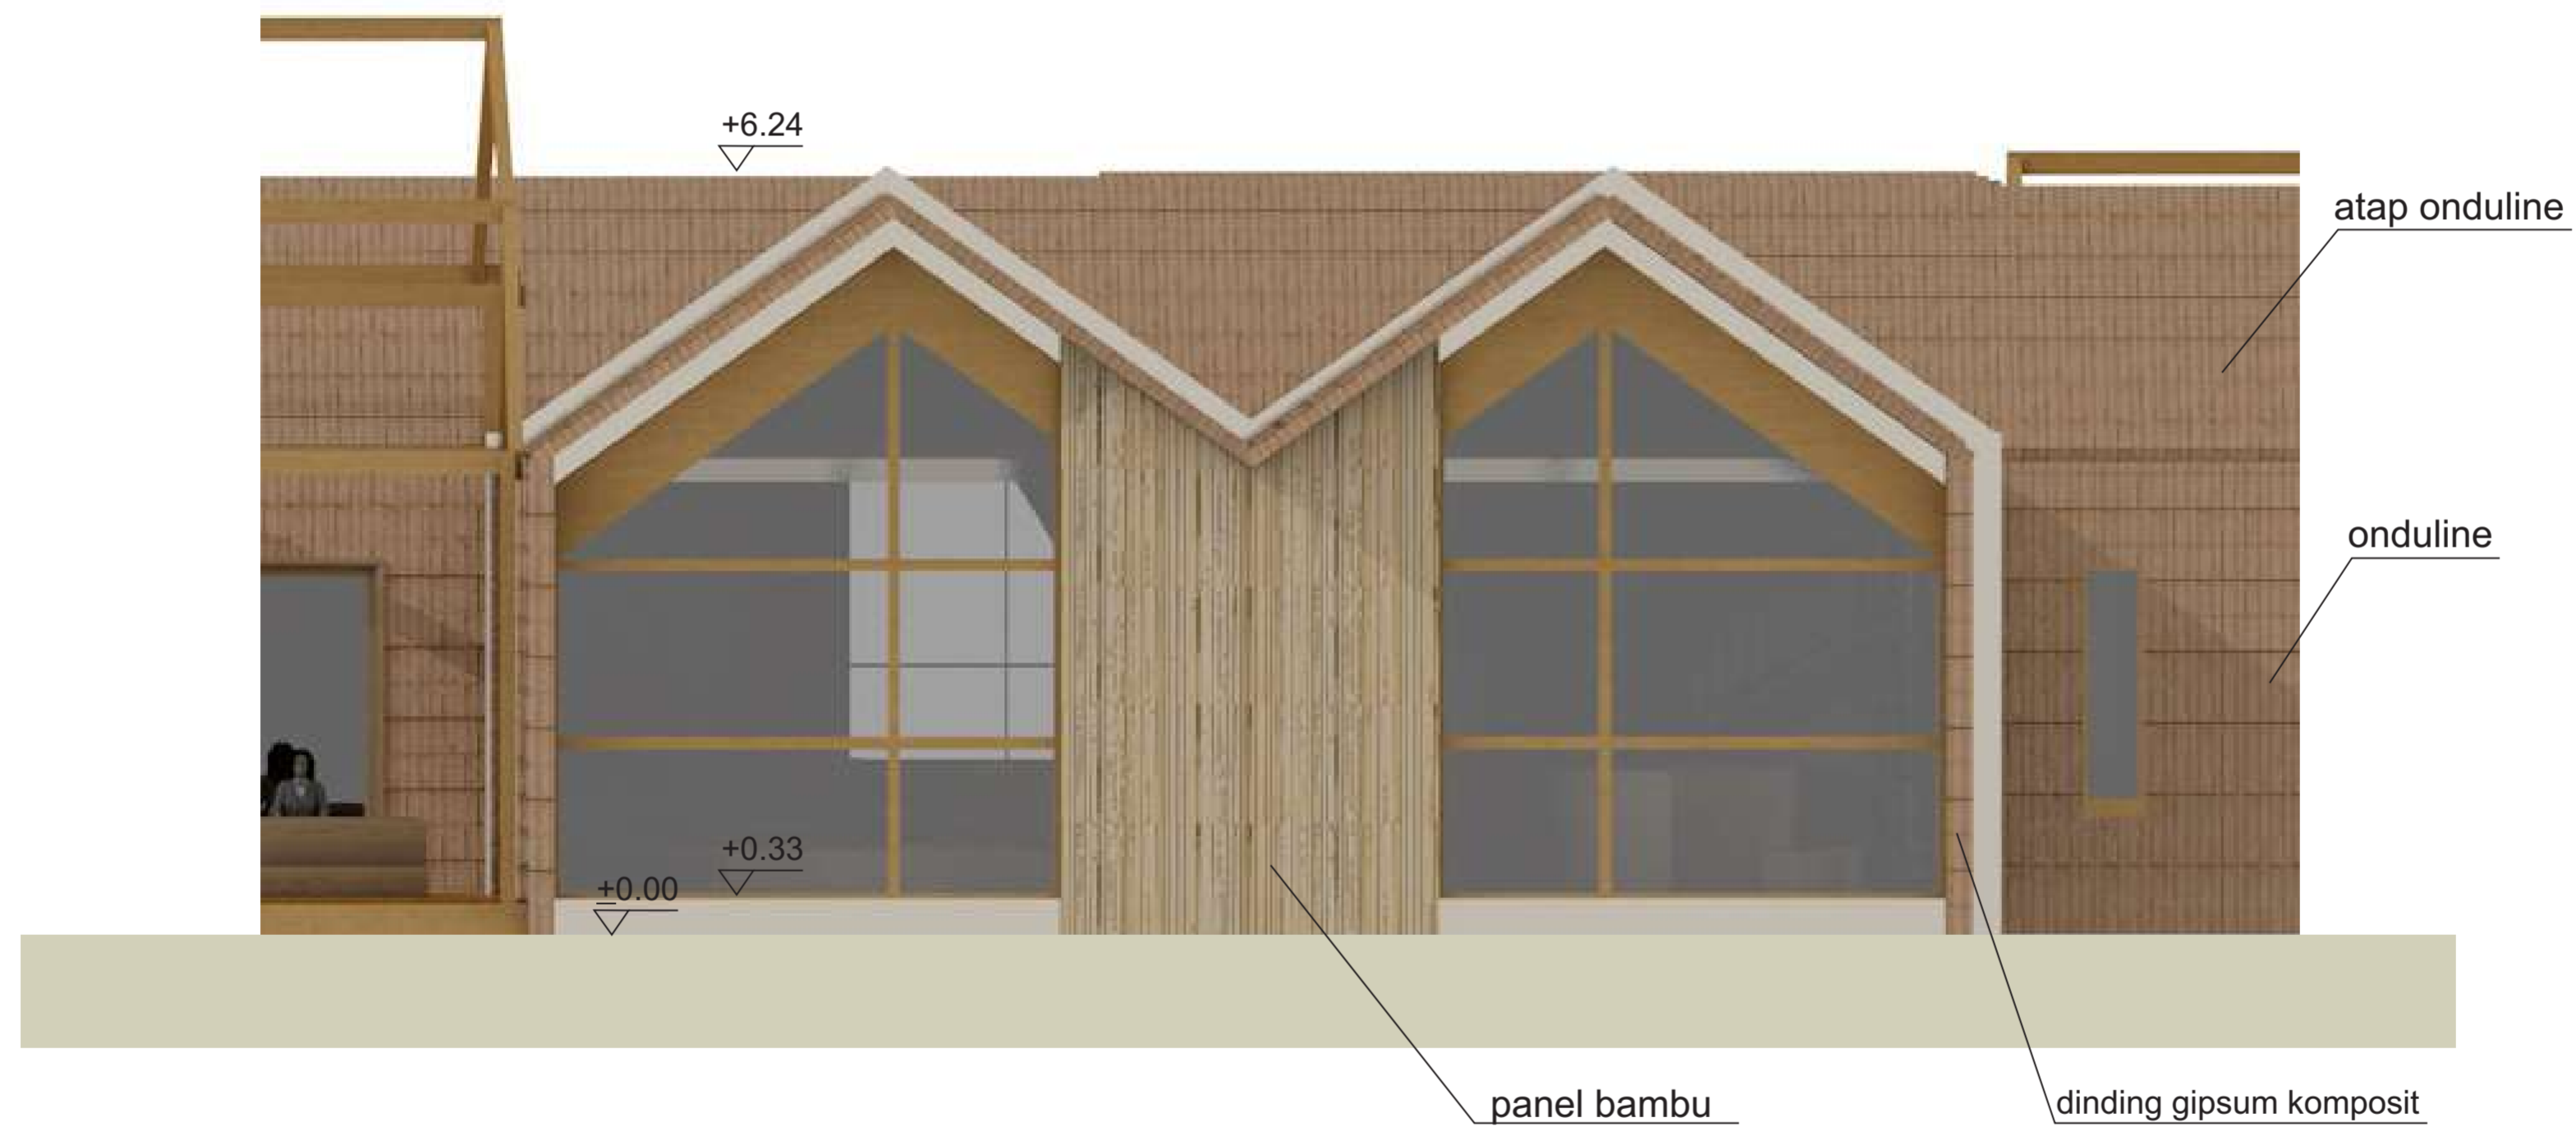 +6.24
atap onduline
onduline
+0.33
±0.00
panel bambu
dinding gipsum komposit